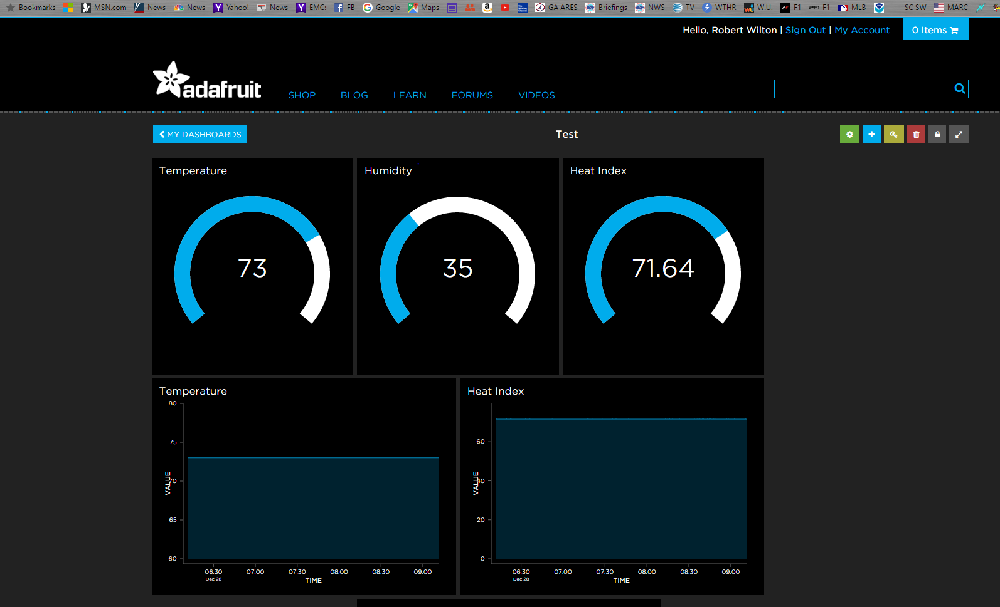 Bookmarks MSN.com News News Yahoo! News EMC: FB Google Maps GA ARES Briefings NWS TV WTHR W.U. F1 F1 MLB SC SW MARC
Hello, Robert Wilton | Sign Out | My Account 0 Items
adafruit SHOP BLOG LEARN FORUMS VIDEOS
MY DASHBOARDS Test
Temperature Humidity Heat Index
73 35 71.64
Temperature
80
75
70
65
60
VALUE
06:30 07:00 07:30 08:00 08:30 09:00
Dec 28
TIME
Heat Index
60
40
20
0
VALUE
06:30 07:00 07:30 08:00 08:30 09:00
Dec 28
TIME